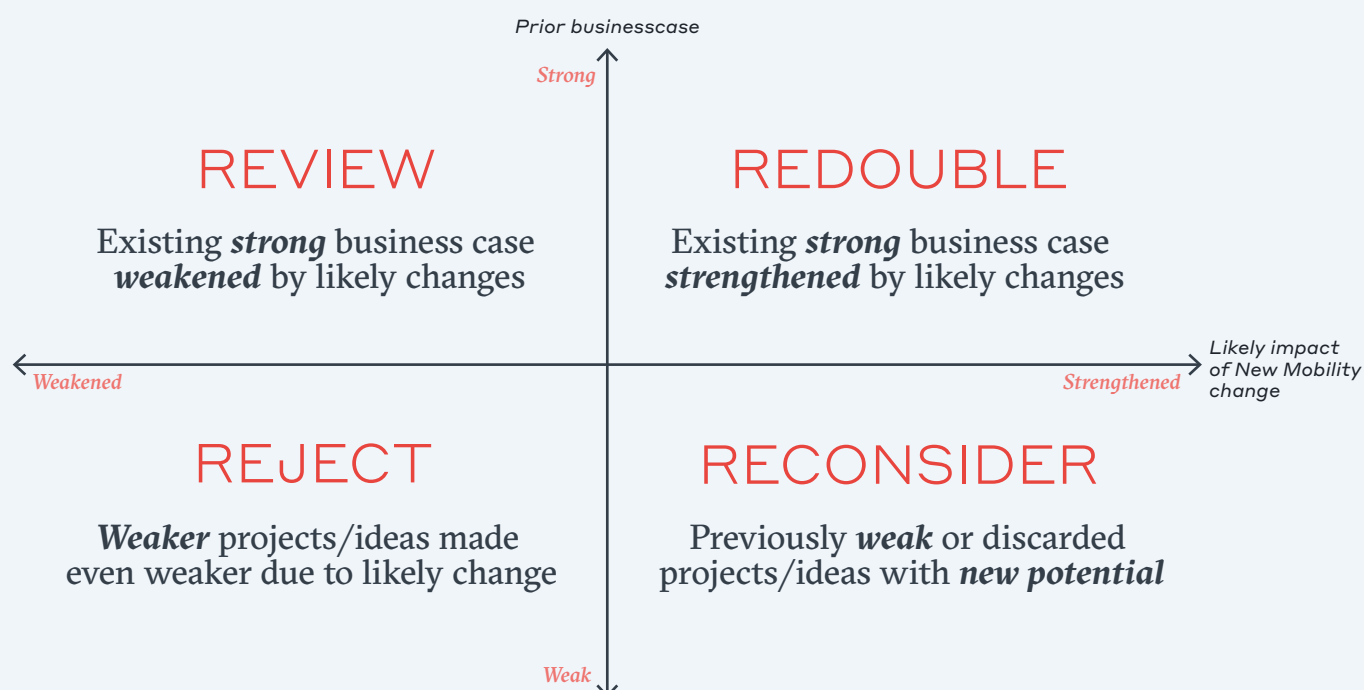 Prior businesscase
Strong
REVIEW
Existing strong business case
weakened by likely changes
REDOUBLE
Existing strong business case
strengthened by likely changes
Weakened
Strengthened
Likely impact
of New Mobility
change
REJECT
Weaker projects/ideas made
even weaker due to likely change
RECONSIDER
Previously weak or discarded
projects/ideas with new potential
Weak